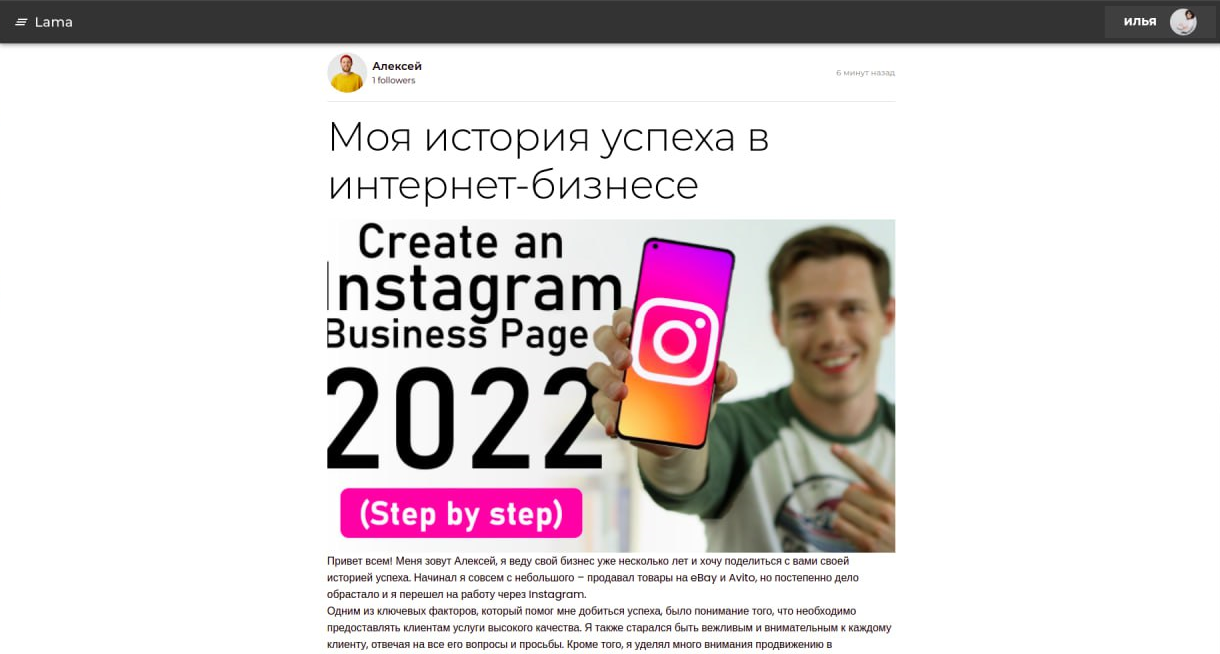 Lama
ИЛЬЯ
Алексей
1 followers
6 минут назад
Моя история успеха в
интернет-бизнесе
Create an
Instagram
Business Page
2022
(Step by step)
Привет всем! Меня зовут Алексей, я веду свой бизнес уже несколько лет и хочу поделиться с вами своей
историей успеха. Начинал я совсем с небольшого – продавал товары на eBay и Avito, но постепенно дело
обрастало и я перешел на работу через Instagram.
Одним из ключевых факторов, который помог мне добиться успеха, было понимание того, что необходимо
предоставлять клиентам услуги высокого качества. Я также старался быть вежливым и внимательным к каждому
клиенту, отвечая на все его вопросы и просьбы. Кроме того, я уделял много внимания продвижению в